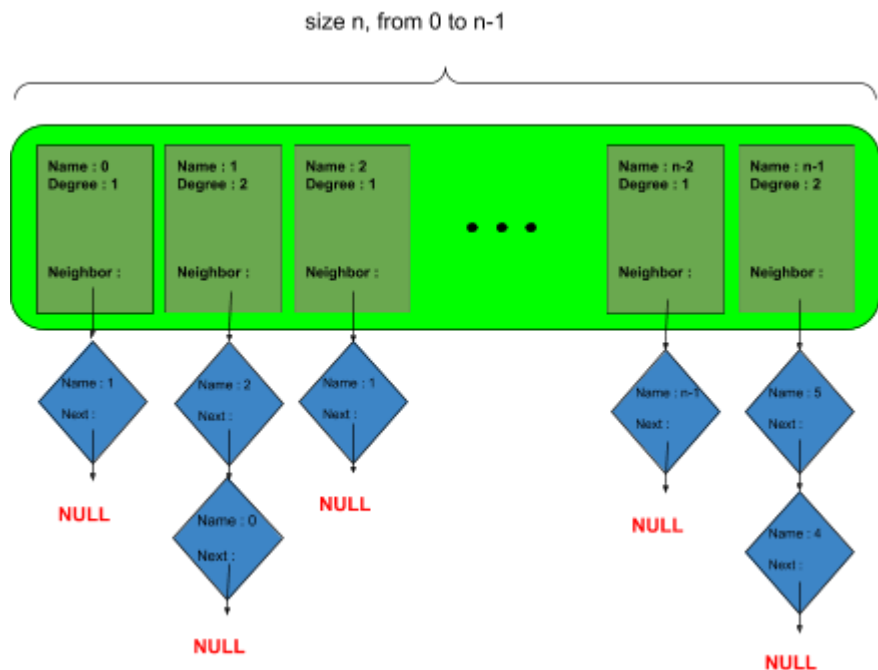 size n, from 0 to n-1
Name : 0
Degree : 1
Neighbor :
Name : 1
Degree : 2
Neighbor :
Name : 2
Degree : 1
Neighbor :
Name : n-2
Degree : 1
Neighbor :
Name : n-1
Degree : 2
Neighbor :
Name : 1
Next :
NULL
Name : 2
Next :
Name : 0
Next :
NULL
Name : 1
Next :
NULL
Name : n-1
Next :
NULL
Name : 5
Next :
Name : 4
Next :
NULL